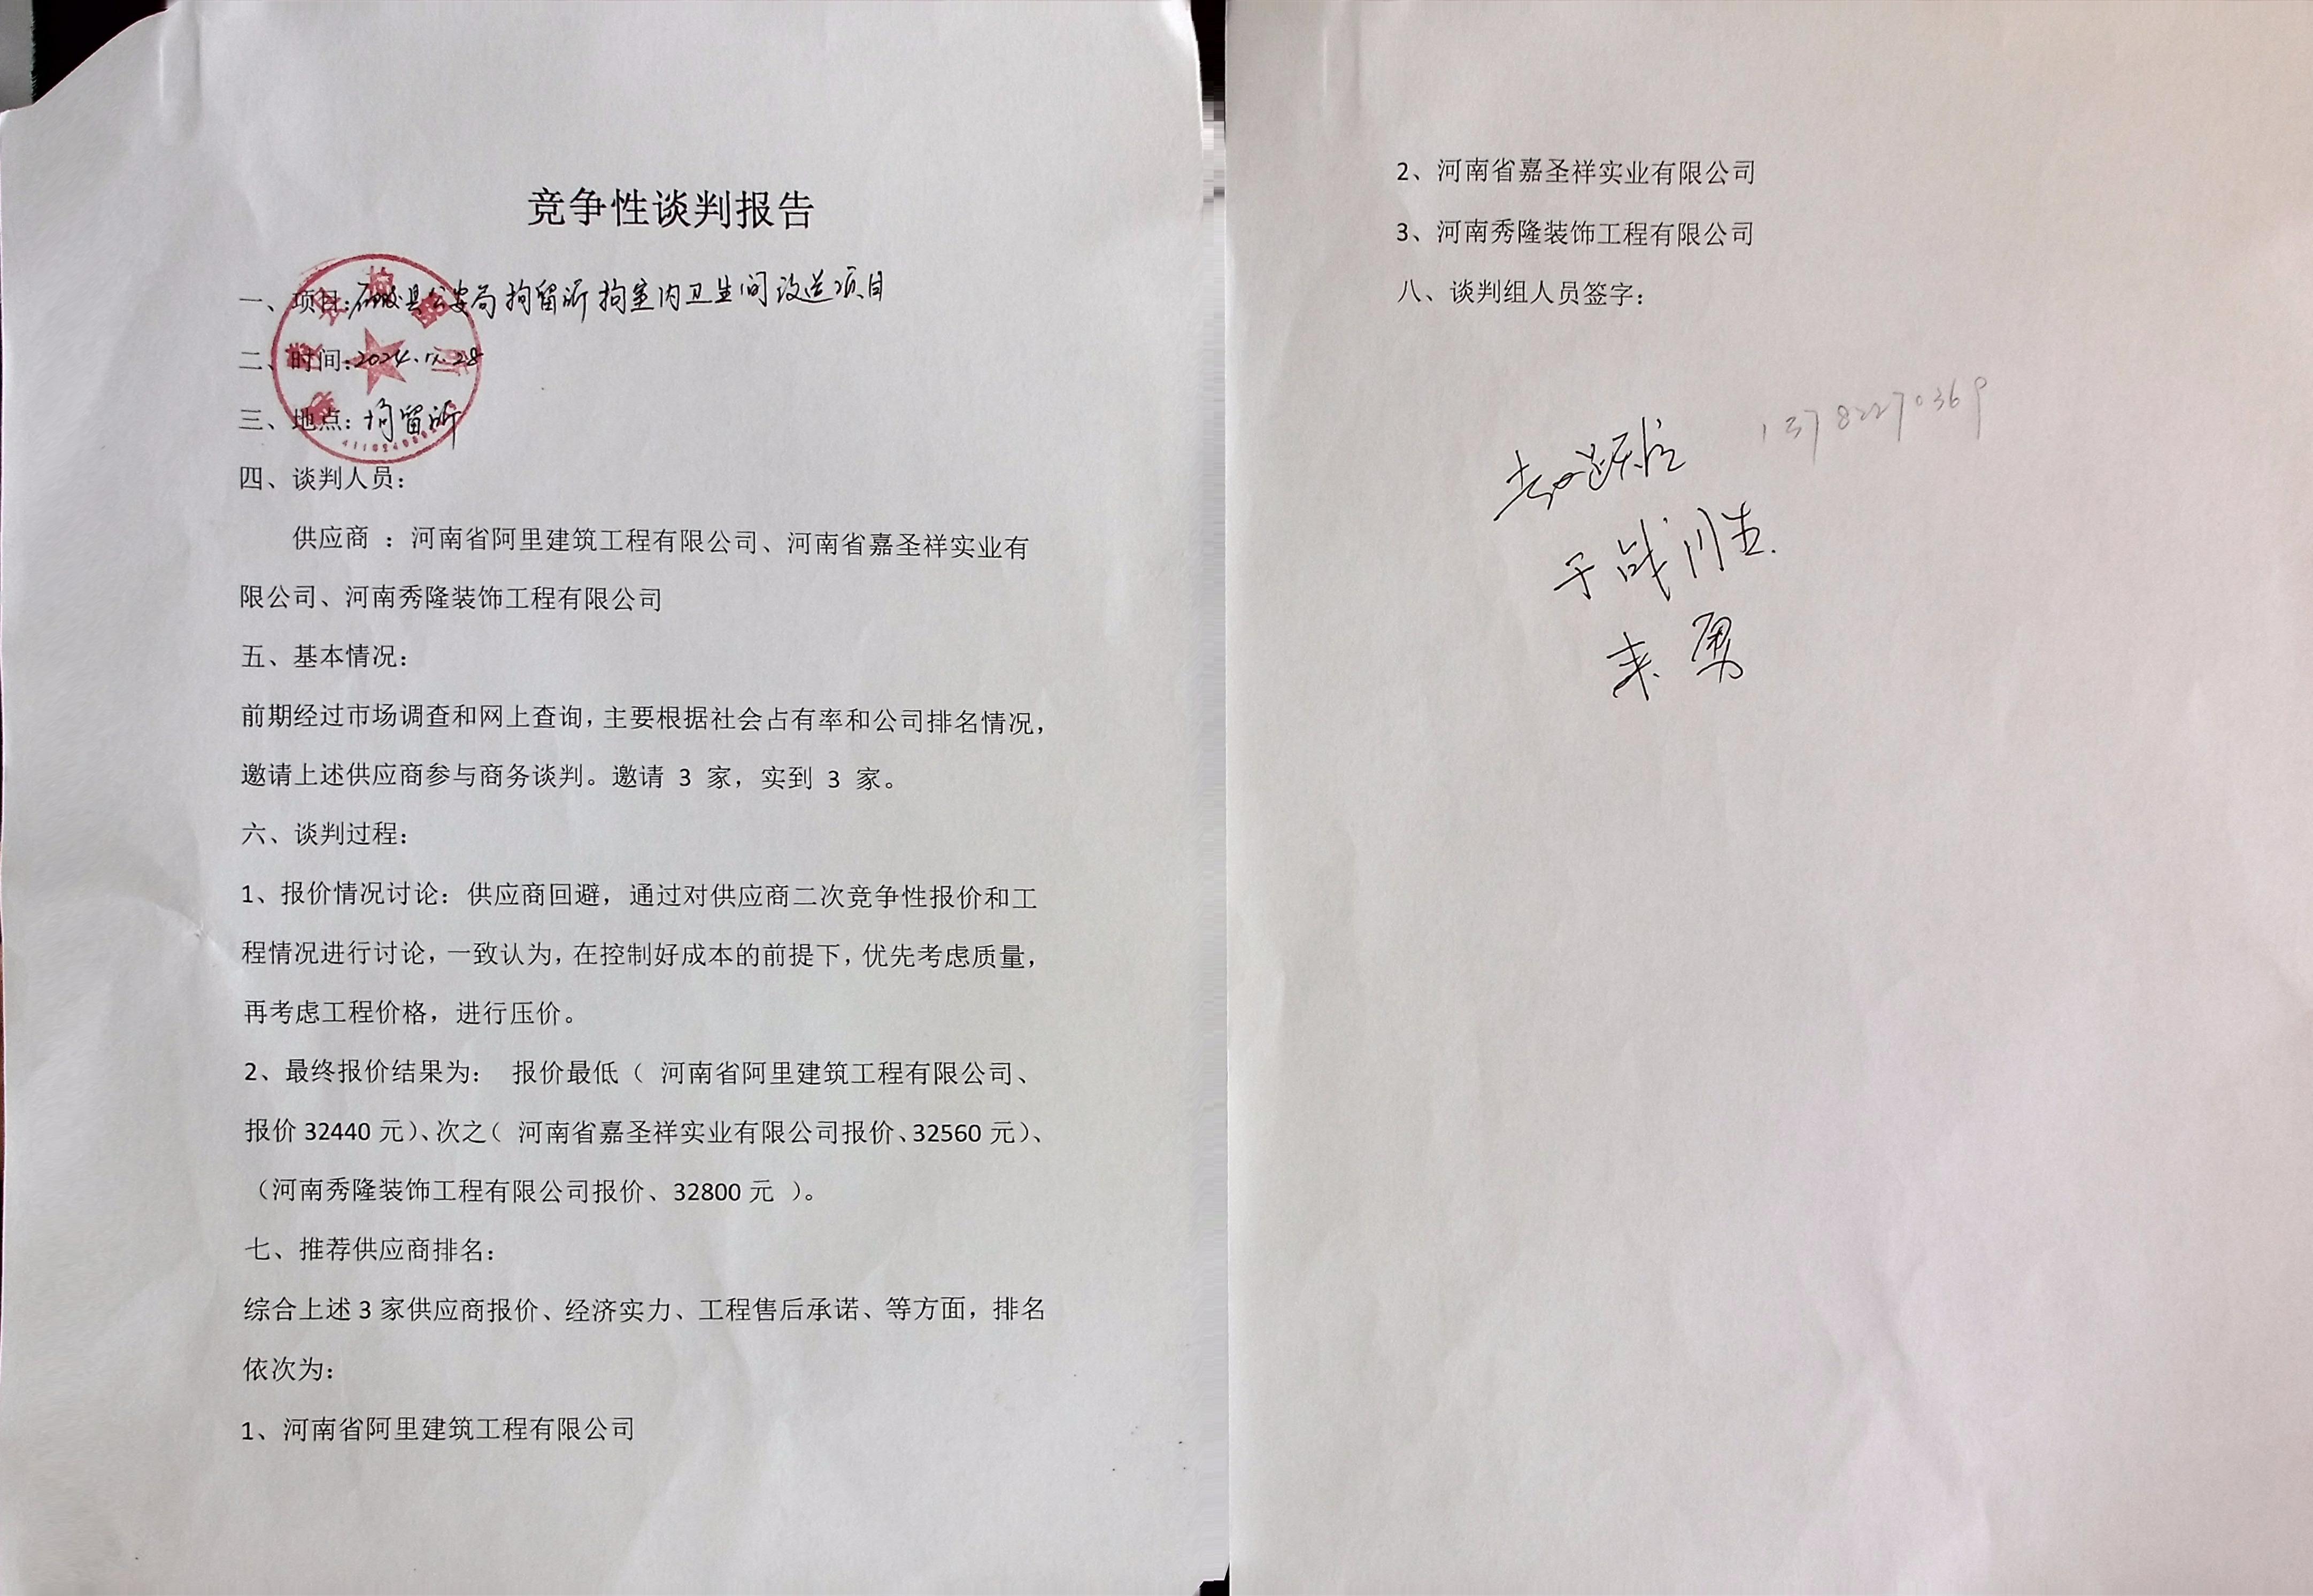 竞争性谈判报告
一、项目:郏县公安局拘留所拘室内卫生间改造项目
二、时间:2024.12.28
三、地点:拘留所
四、谈判人员:
供应商 : 河南省阿里建筑工程有限公司、河南省嘉圣祥实业有
限公司、河南秀隆装饰工程有限公司
五、基本情况:
前期经过市场调查和网上查询,主要根据社会占有率和公司排名情况,
邀请上述供应商参与商务谈判。邀请 3 家,实到 3 家。
六、谈判过程:
1、报价情况讨论:供应商回避,通过对供应商二次竞争性报价和工
程情况进行讨论,一致认为,在控制好成本的前提下,优先考虑质量,
再考虑工程价格,进行压价。
2、最终报价结果为: 报价最低( 河南省阿里建筑工程有限公司、
报价 32440 元)、次之( 河南省嘉圣祥实业有限公司报价、32560 元)、
(河南秀隆装饰工程有限公司报价、32800 元 )。
七、推荐供应商排名:
综合上述 3 家供应商报价、经济实力、工程售后承诺、等方面,排名
依次为:
1、河南省阿里建筑工程有限公司
2、河南省嘉圣祥实业有限公司
3、河南秀隆装饰工程有限公司
八、谈判组人员签字:
13782270369